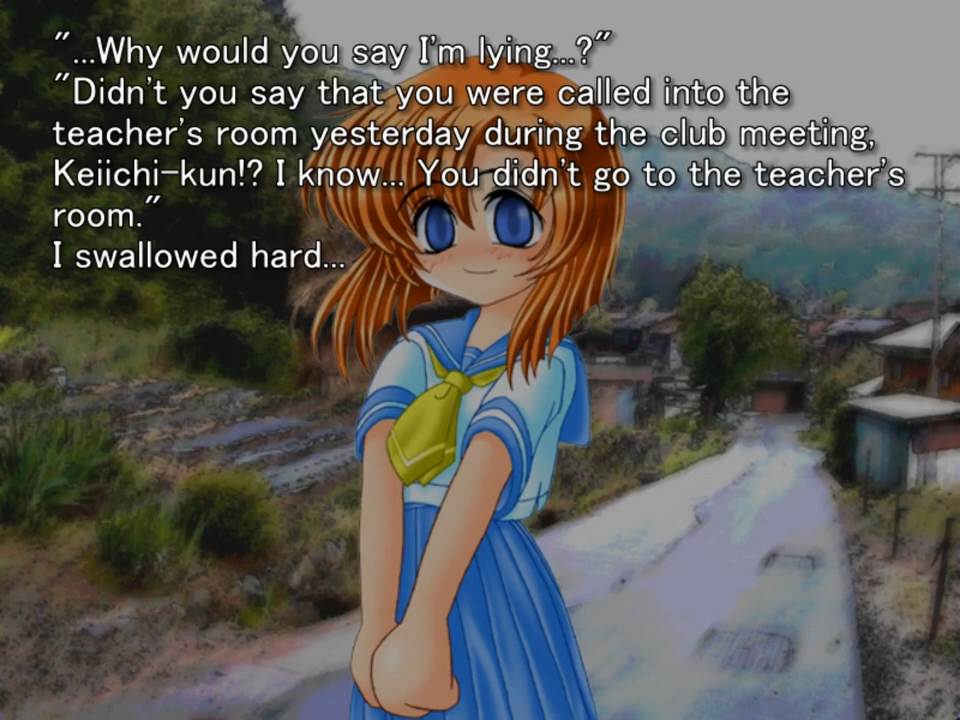 "...Why would you say I'm lying...?"
"Didn't you say that you were called into the
teacher's room yesterday during the club meeting,
Keiichi-kun!? I know... You didn't go to the teacher's
room."
I swallowed hard...